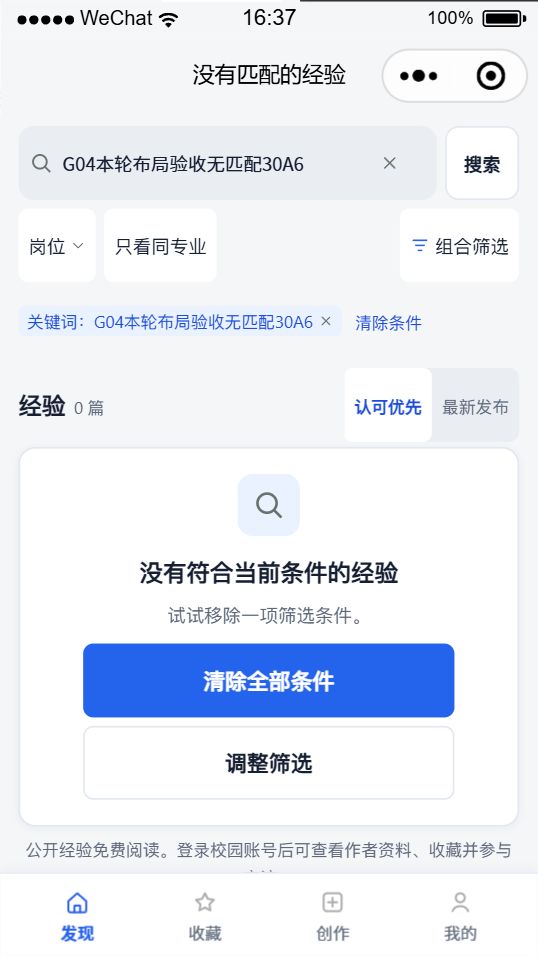 WeChat 16:37 100%
没有匹配的经验
G04本轮布局验收无匹配30A6
搜索
岗位 只看同专业 组合筛选
关键词：G04本轮布局验收无匹配30A6 × 清除条件
经验 0 篇 认可优先 最新发布
没有符合当前条件的经验
试试移除一项筛选条件。
清除全部条件
调整筛选
公开经验免费阅读。登录校园账号后可查看作者资料、收藏并参与
发现 收藏 创作 我的